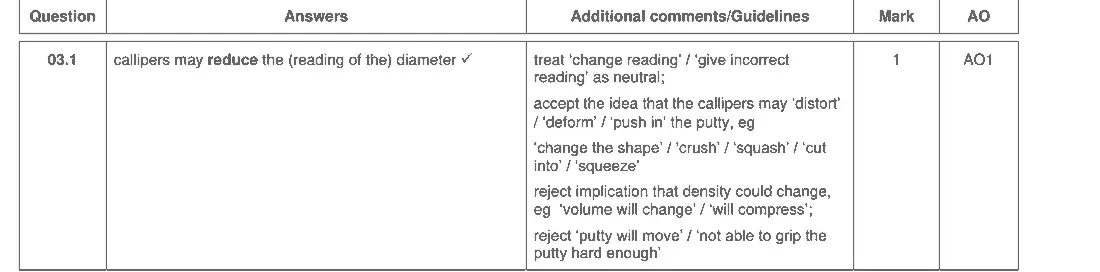 Question Answers Additional comments/Guidelines Mark AO
03.1 callipers may reduce the (reading of the) diameter ✓ treat 'change reading' / 'give incorrect 1 AO1
reading' as neutral;
accept the idea that the callipers may 'distort'
/ 'deform' / 'push in' the putty, eg
'change the shape' / 'crush' / 'squash' / 'cut
into' / 'squeeze'
reject implication that density could change,
eg 'volume will change' / 'will compress';
reject 'putty will move' / 'not able to grip the
putty hard enough'